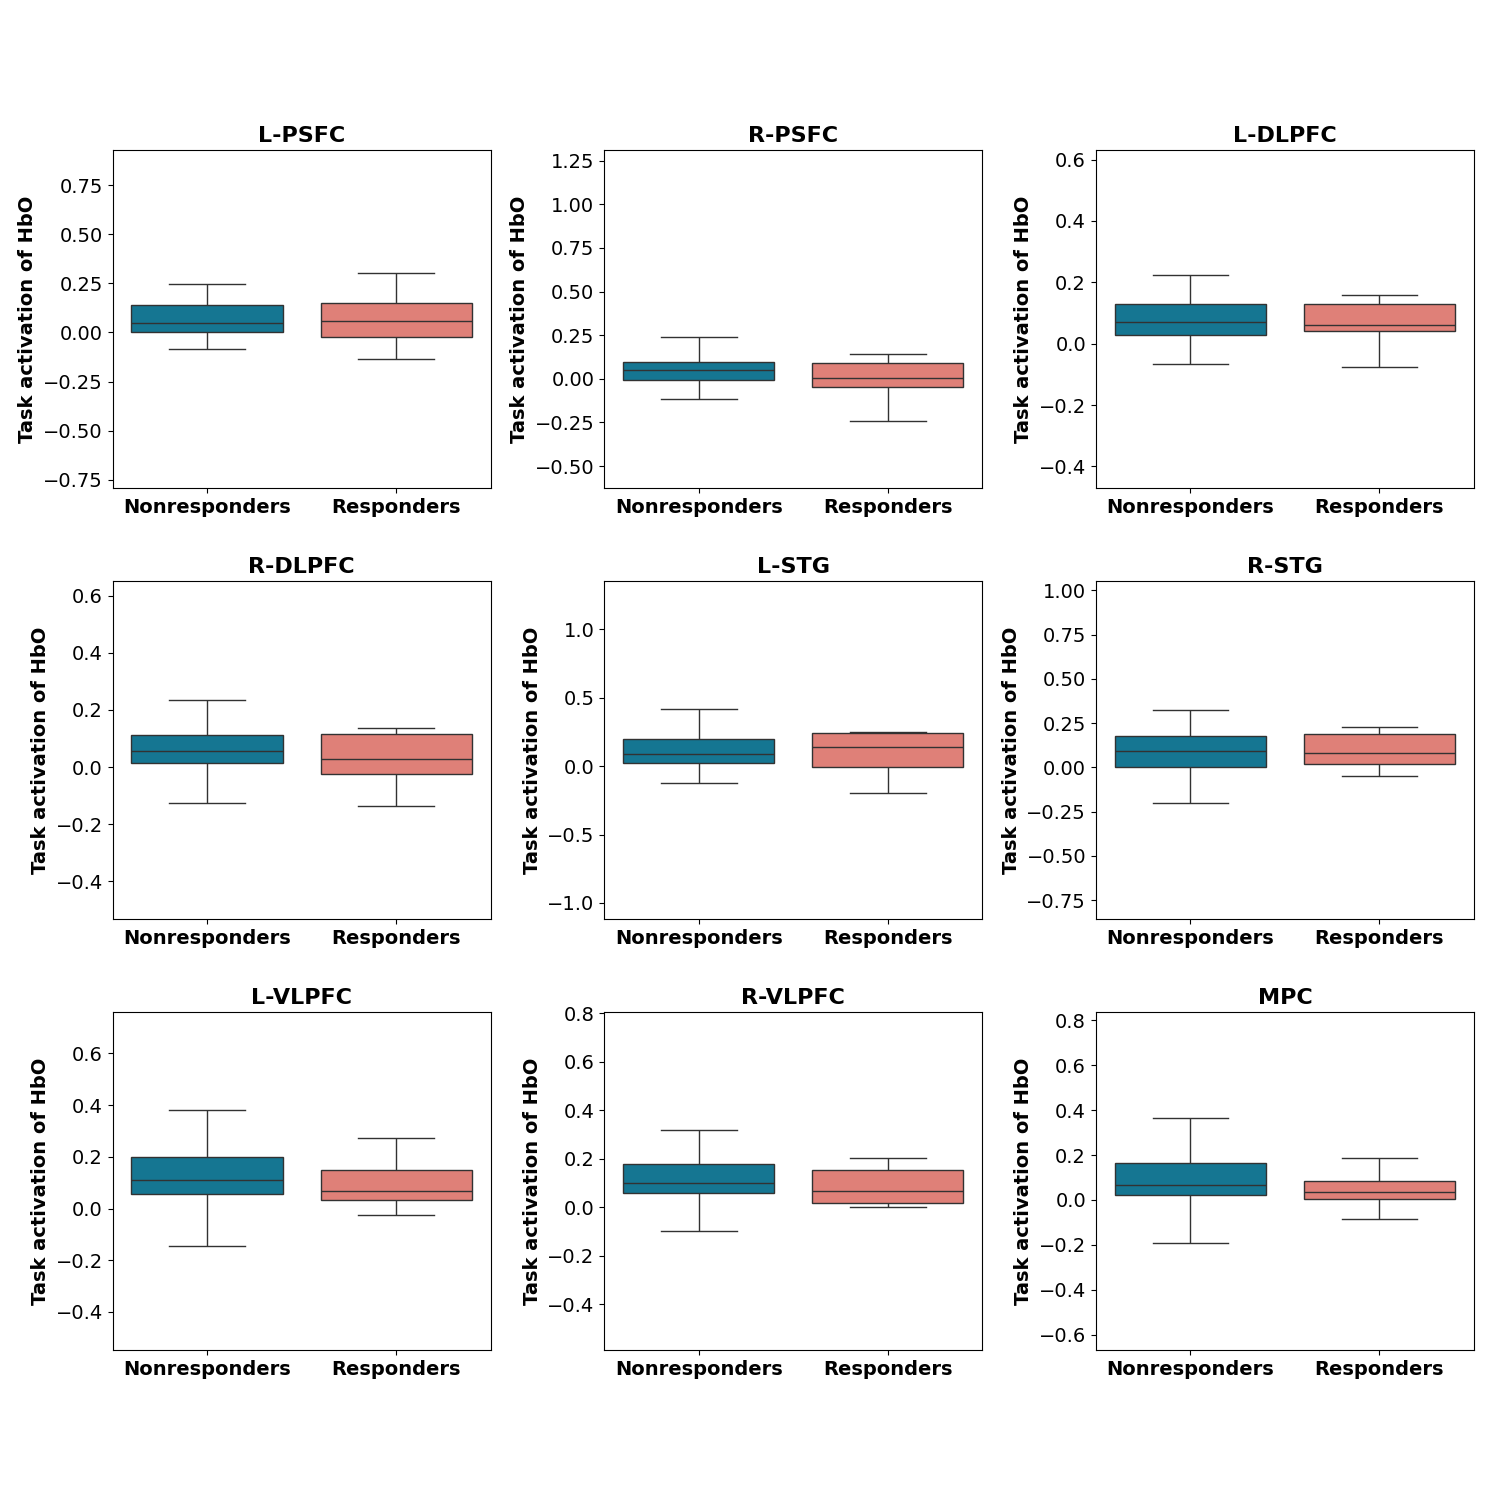 L-PSFC
Task activation of HbO
0.75
0.50
0.25
0.00
−0.25
−0.50
−0.75
Nonresponders Responders
R-PSFC
Task activation of HbO
1.25
1.00
0.75
0.50
0.25
0.00
−0.25
−0.50
Nonresponders Responders
L-DLPFC
Task activation of HbO
0.6
0.4
0.2
0.0
−0.2
−0.4
Nonresponders Responders
R-DLPFC
Task activation of HbO
0.6
0.4
0.2
0.0
−0.2
−0.4
Nonresponders Responders
L-STG
Task activation of HbO
1.0
0.5
0.0
−0.5
−1.0
Nonresponders Responders
R-STG
Task activation of HbO
1.00
0.75
0.50
0.25
0.00
−0.25
−0.50
−0.75
Nonresponders Responders
L-VLPFC
Task activation of HbO
0.6
0.4
0.2
0.0
−0.2
−0.4
Nonresponders Responders
R-VLPFC
Task activation of HbO
0.8
0.6
0.4
0.2
0.0
−0.2
−0.4
Nonresponders Responders
MPC
Task activation of HbO
0.8
0.6
0.4
0.2
0.0
−0.2
−0.4
−0.6
Nonresponders Responders